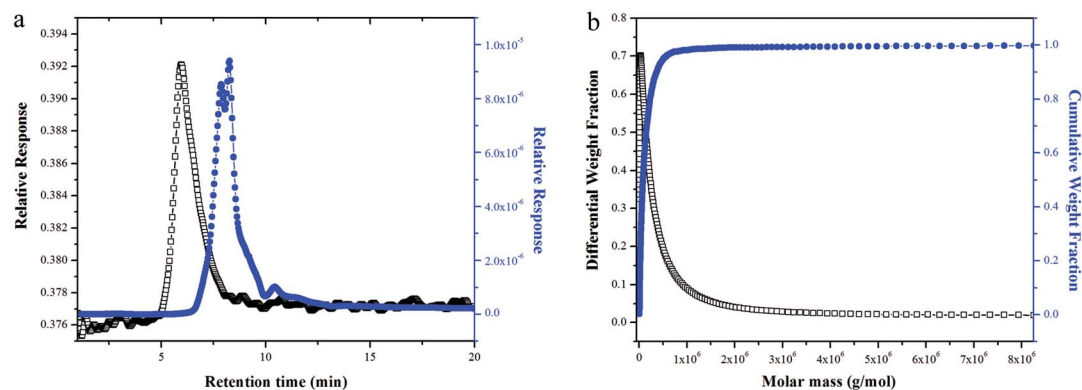 a
0.394
0.392
0.390
0.388
0.386
0.384
0.382
0.380
0.378
0.376
Relative Response
5
10
15
20
Retention time (min)
1.0x10⁻⁵
8.0x10⁻⁶
6.0x10⁻⁶
4.0x10⁻⁶
2.0x10⁻⁶
0.0
Relative Response
b
0.8
0.7
0.6
0.5
0.4
0.3
0.2
0.1
0.0
Differential Weight Fraction
0
1x10⁶
2x10⁶
3x10⁶
4x10⁶
5x10⁶
6x10⁶
7x10⁶
8x10⁶
Molar mass (g/mol)
1.0
0.8
0.6
0.4
0.2
0.0
Cumulative Weight
Fraction